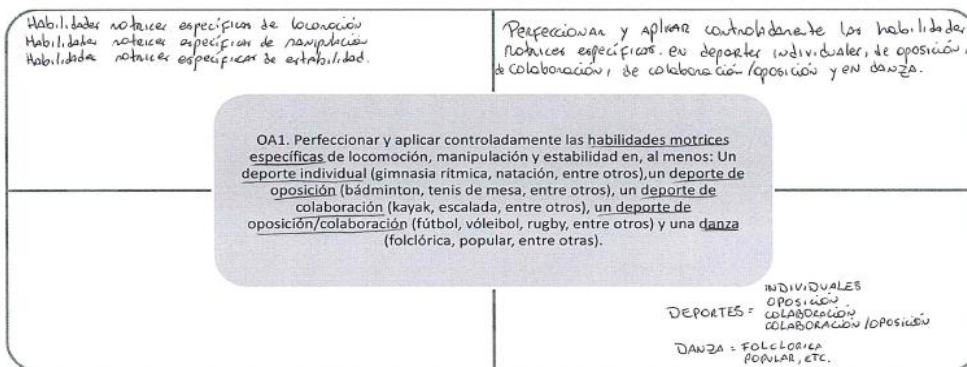 Habilidades motrices específicas de locomoción
Habilidades motrices específicas de manipulación
Habilidades motrices específicas de estabilidad.
Perfeccionar y aplicar controladamente las habilidades
motrices específicas. en deportes individuales, de oposición,
de colaboración, de colaboración/oposición y en danza.
OA1. Perfeccionar y aplicar controladamente las habilidades motrices
específicas de locomoción, manipulación y estabilidad en, al menos: Un
deporte individual (gimnasia rítmica, natación, entre otros),un deporte de
oposición (bádminton, tenis de mesa, entre otros), un deporte de
colaboración (kayak, escalada, entre otros), un deporte de
oposición/colaboración (fútbol, vóleibol, rugby, entre otros) y una danza
(folclórica, popular, entre otras).
INDIVIDUALES
OPOSICIÓN
DEPORTES = COLABORACIÓN
COLABORACIÓN/OPOSICIÓN
DANZA = FOLCLORICA
POPULAR, ETC.